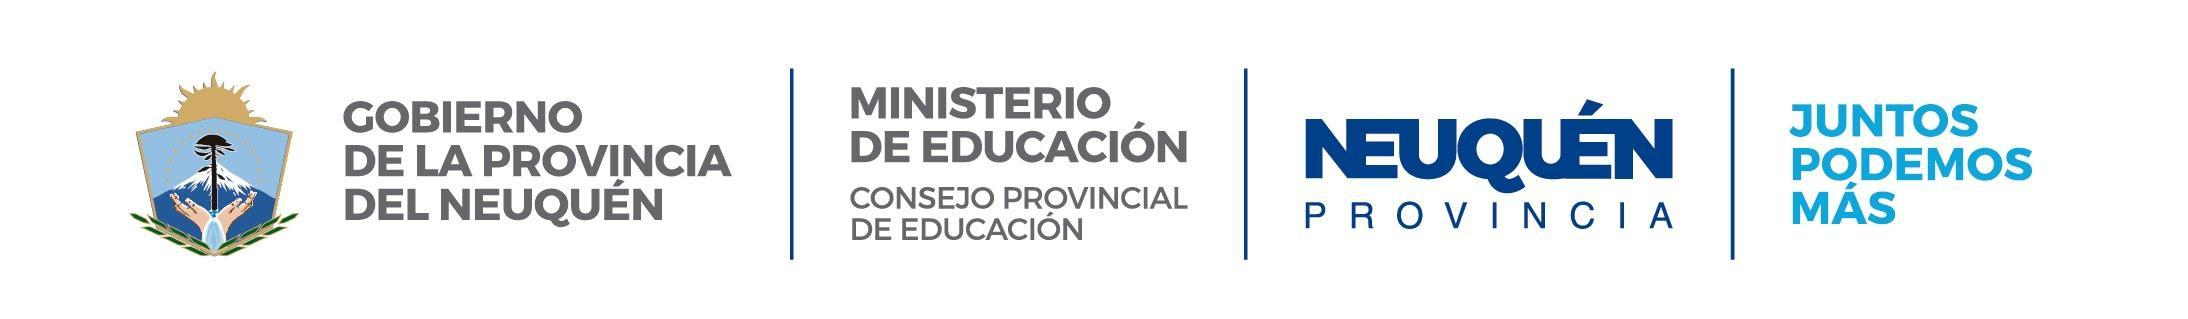 GOBIERNO
DE LA PROVINCIA
DEL NEUQUÉN
MINISTERIO
DE EDUCACIÓN
CONSEJO PROVINCIAL
DE EDUCACIÓN
NEUQUÉN
PROVINCIA
JUNTOS
PODEMOS
MÁS